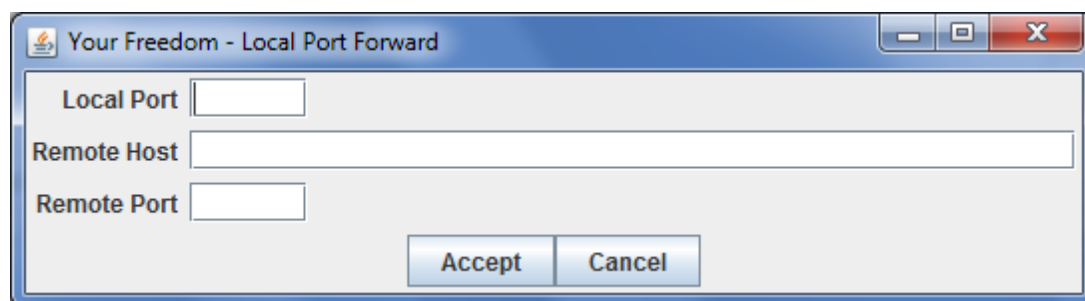 Your Freedom - Local Port Forward
Local Port
Remote Host
Remote Port
Accept Cancel